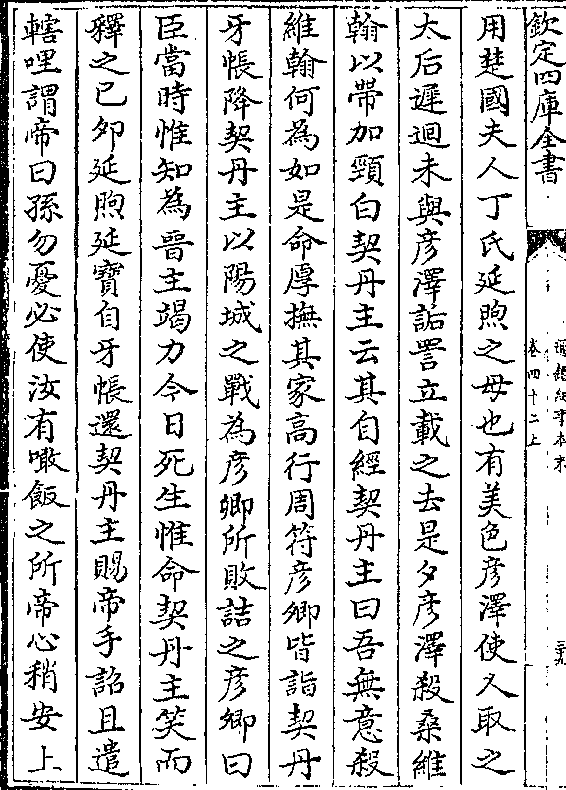 欽定四庫全書
通鑑紀事本末
卷四十二上
二十九
用楚國夫人丁氏延煦之母也有美色彦澤使人取之
太后遲迴未與彦澤詬詈立載之去是夕彦澤殺桑維
翰以帶加頸白契丹主云其自經契丹主曰吾無意殺
維翰何為如是命厚撫其家髙行周符彦卿皆詣契丹
牙帳降契丹主以陽城之戰為彦卿所敗詰之彦卿曰
臣當時惟知為晉主竭力今日死生惟命契丹主笑而
釋之已夘延煦延寳自牙帳還契丹主賜帝手詔且遣
轄哩謂帝曰孫勿憂必使汝有噉飯之所帝心稍安上